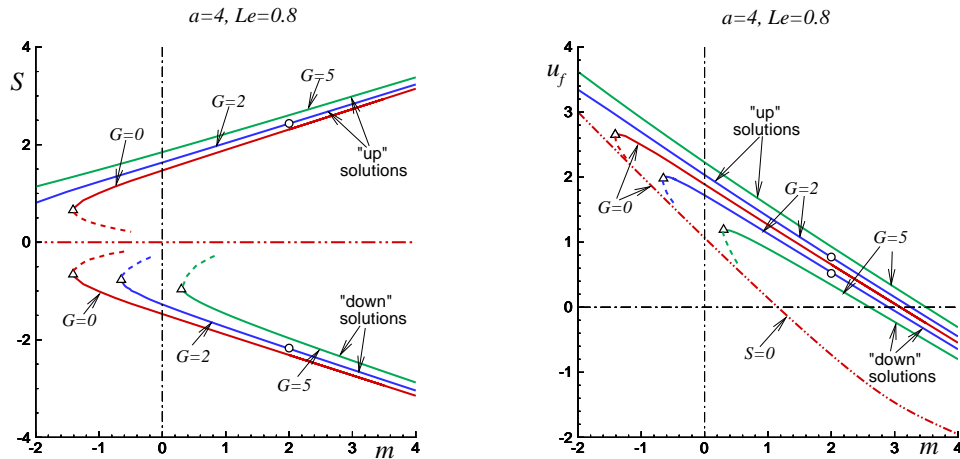 a=4, Le=0.8
S
4
2
0
-2
-4
-2
-1
0
1
2
3
m
4
G=0
G=2
G=5
"up"
solutions
"down"
solutions
G=0
G=2
G=5
a=4, Le=0.8
u_f
4
3
2
1
0
-1
-2
-2
-1
0
1
2
3
m
4
"up"
solutions
G=0
G=2
G=5
S=0
"down"
solutions